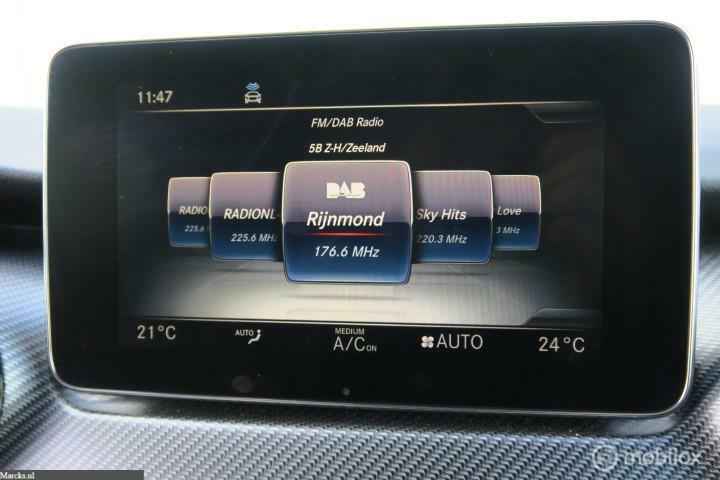 11:47
FM/DAB Radio
5B Z-H/Zeeland
RADIO RADIONL- DAB Sky Hits Love
Rijnmond
225.6 225.6 MHz 176.6 MHz 220.3 MHz 3 MHz
21°C AUTO MEDIUM A/C ON AUTO 24°C
Marcks.nl
mobilox